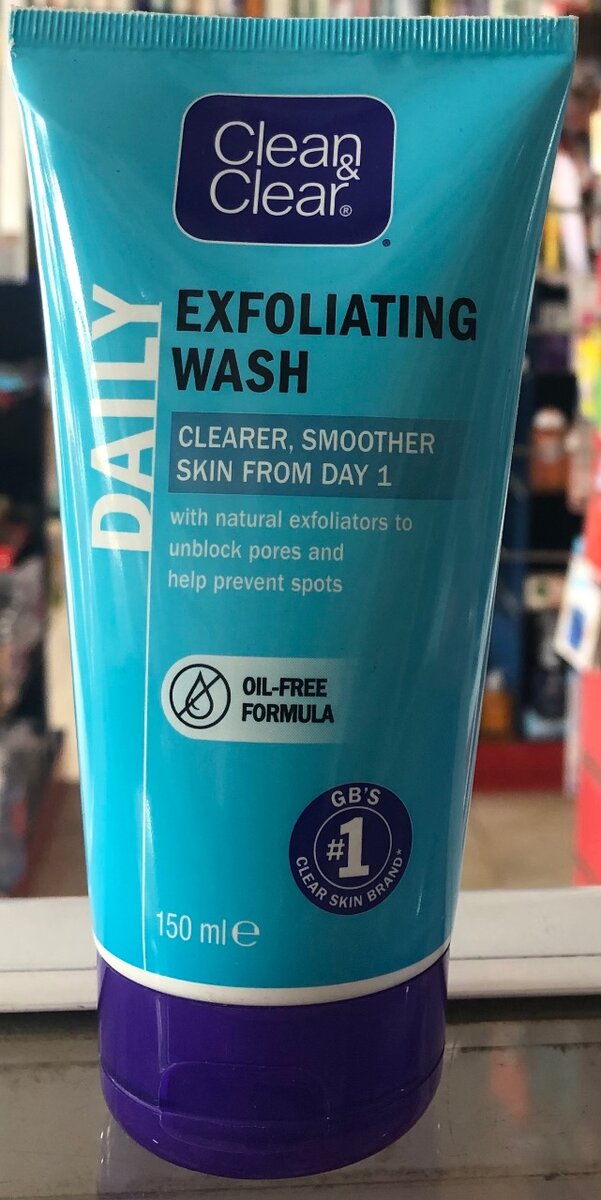 Clean
&
Clear®
DAILY
EXFOLIATING
WASH
CLEARER, SMOOTHER
SKIN FROM DAY 1
with natural exfoliators to
unblock pores and
help prevent spots
OIL-FREE
FORMULA
GB'S
#1
CLEAR SKIN BRAND*
150 ml e